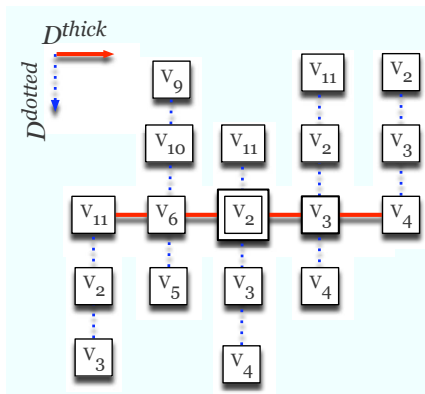 D^thick
D^dotted
V₁₁ V₂
V₉
V₁₀ V₁₁ V₂ V₃
V₁₁ V₆ V₂ V₃ V₄
V₂ V₅ V₃ V₄
V₃ V₄